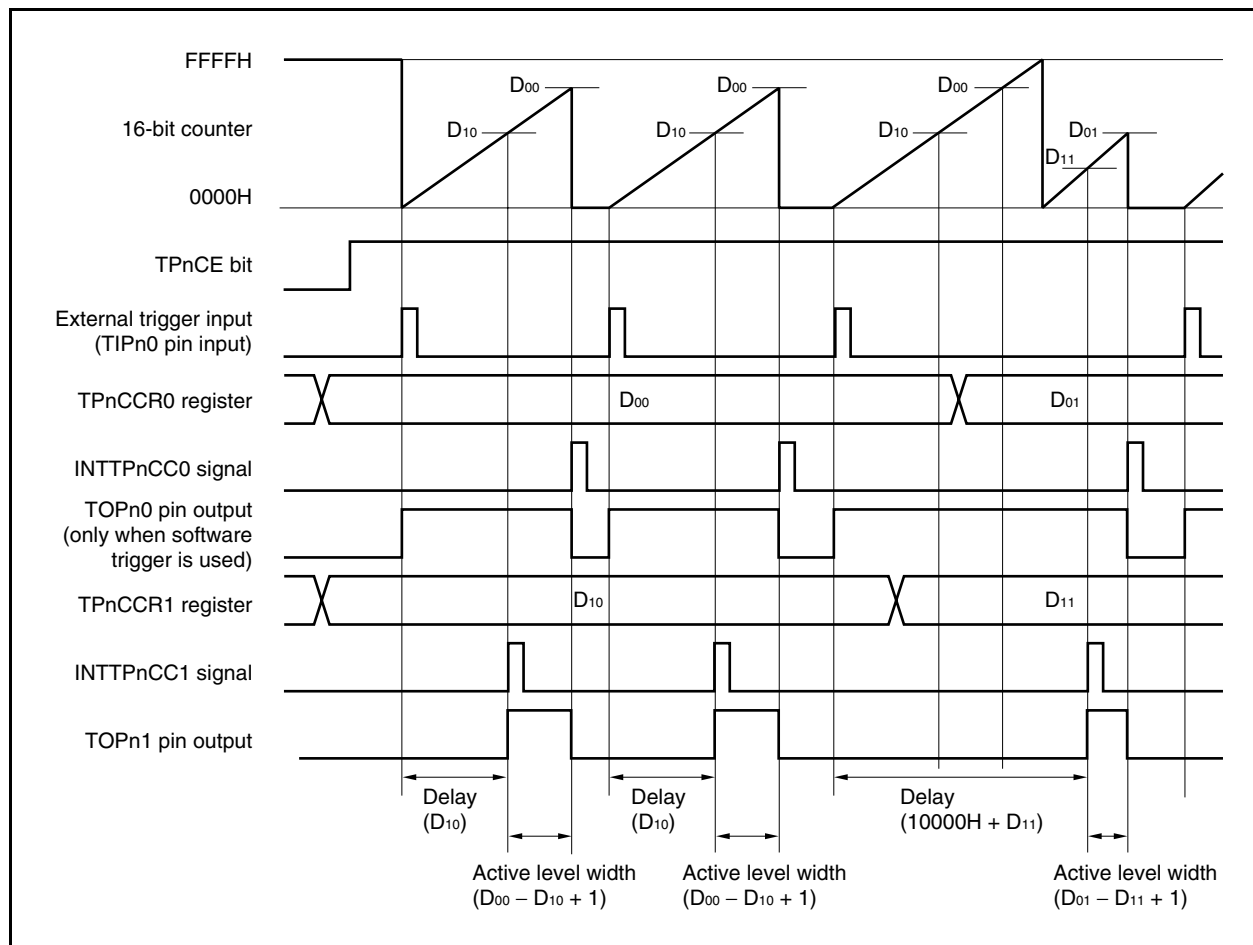 FFFFH
D00 D00 D00
16-bit counter
D10 D10 D10 D01
D11
0000H
TPnCE bit
External trigger input
(TIPn0 pin input)
TPnCCR0 register
D00 D01
INTTPnCC0 signal
TOPn0 pin output
(only when software
trigger is used)
TPnCCR1 register
D10 D11
INTTPnCC1 signal
TOPn1 pin output
Delay
(D10)
Delay
(D10)
Delay
(10000H + D11)
Active level width
(D00 − D10 + 1)
Active level width
(D00 − D10 + 1)
Active level width
(D01 − D11 + 1)